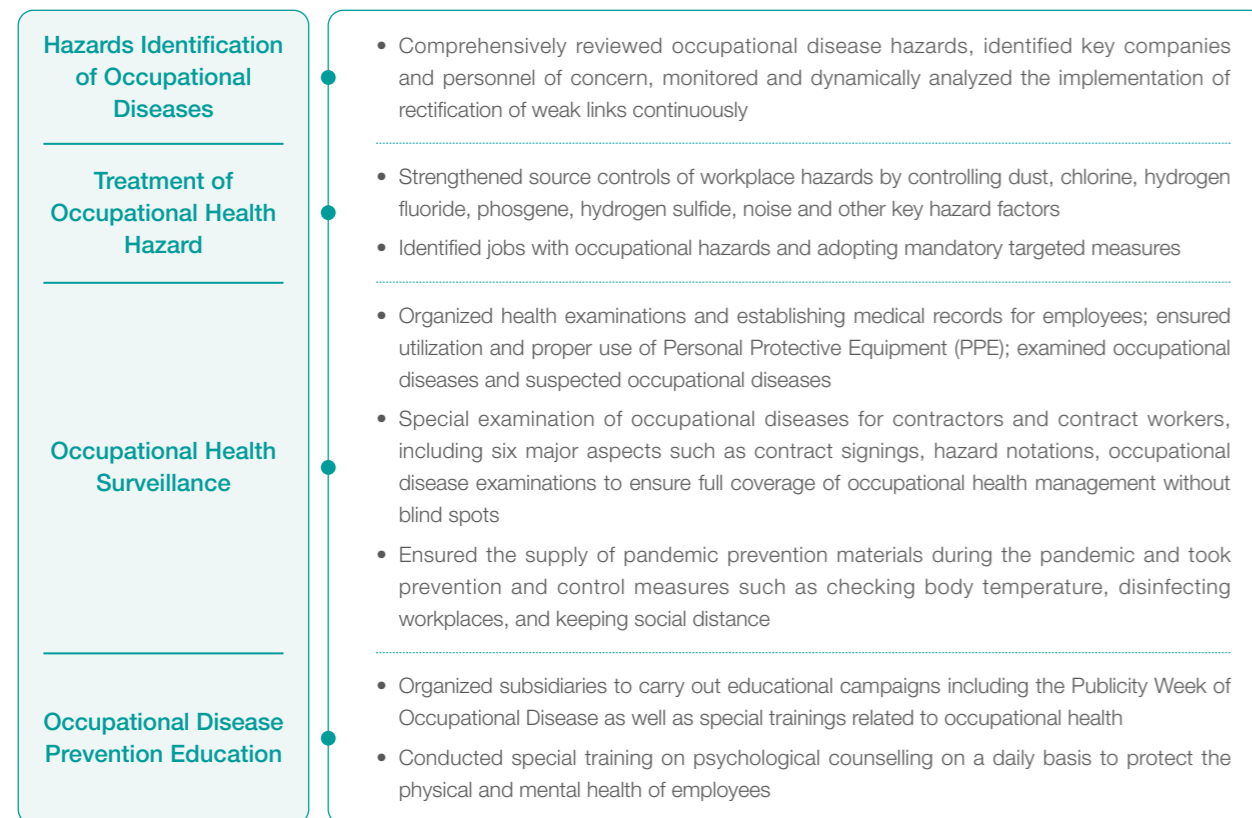 Hazards Identification
of Occupational
Diseases
• Comprehensively reviewed occupational disease hazards, identified key companies
and personnel of concern, monitored and dynamically analyzed the implementation of
rectification of weak links continuously
Treatment of
Occupational Health
Hazard
• Strengthened source controls of workplace hazards by controlling dust, chlorine, hydrogen
fluoride, phosgene, hydrogen sulfide, noise and other key hazard factors
• Identified jobs with occupational hazards and adopting mandatory targeted measures
Occupational Health
Surveillance
• Organized health examinations and establishing medical records for employees; ensured
utilization and proper use of Personal Protective Equipment (PPE); examined occupational
diseases and suspected occupational diseases
• Special examination of occupational diseases for contractors and contract workers,
including six major aspects such as contract signings, hazard notations, occupational
disease examinations to ensure full coverage of occupational health management without
blind spots
• Ensured the supply of pandemic prevention materials during the pandemic and took
prevention and control measures such as checking body temperature, disinfecting
workplaces, and keeping social distance
Occupational Disease
Prevention Education
• Organized subsidiaries to carry out educational campaigns including the Publicity Week of
Occupational Disease as well as special trainings related to occupational health
• Conducted special training on psychological counselling on a daily basis to protect the
physical and mental health of employees